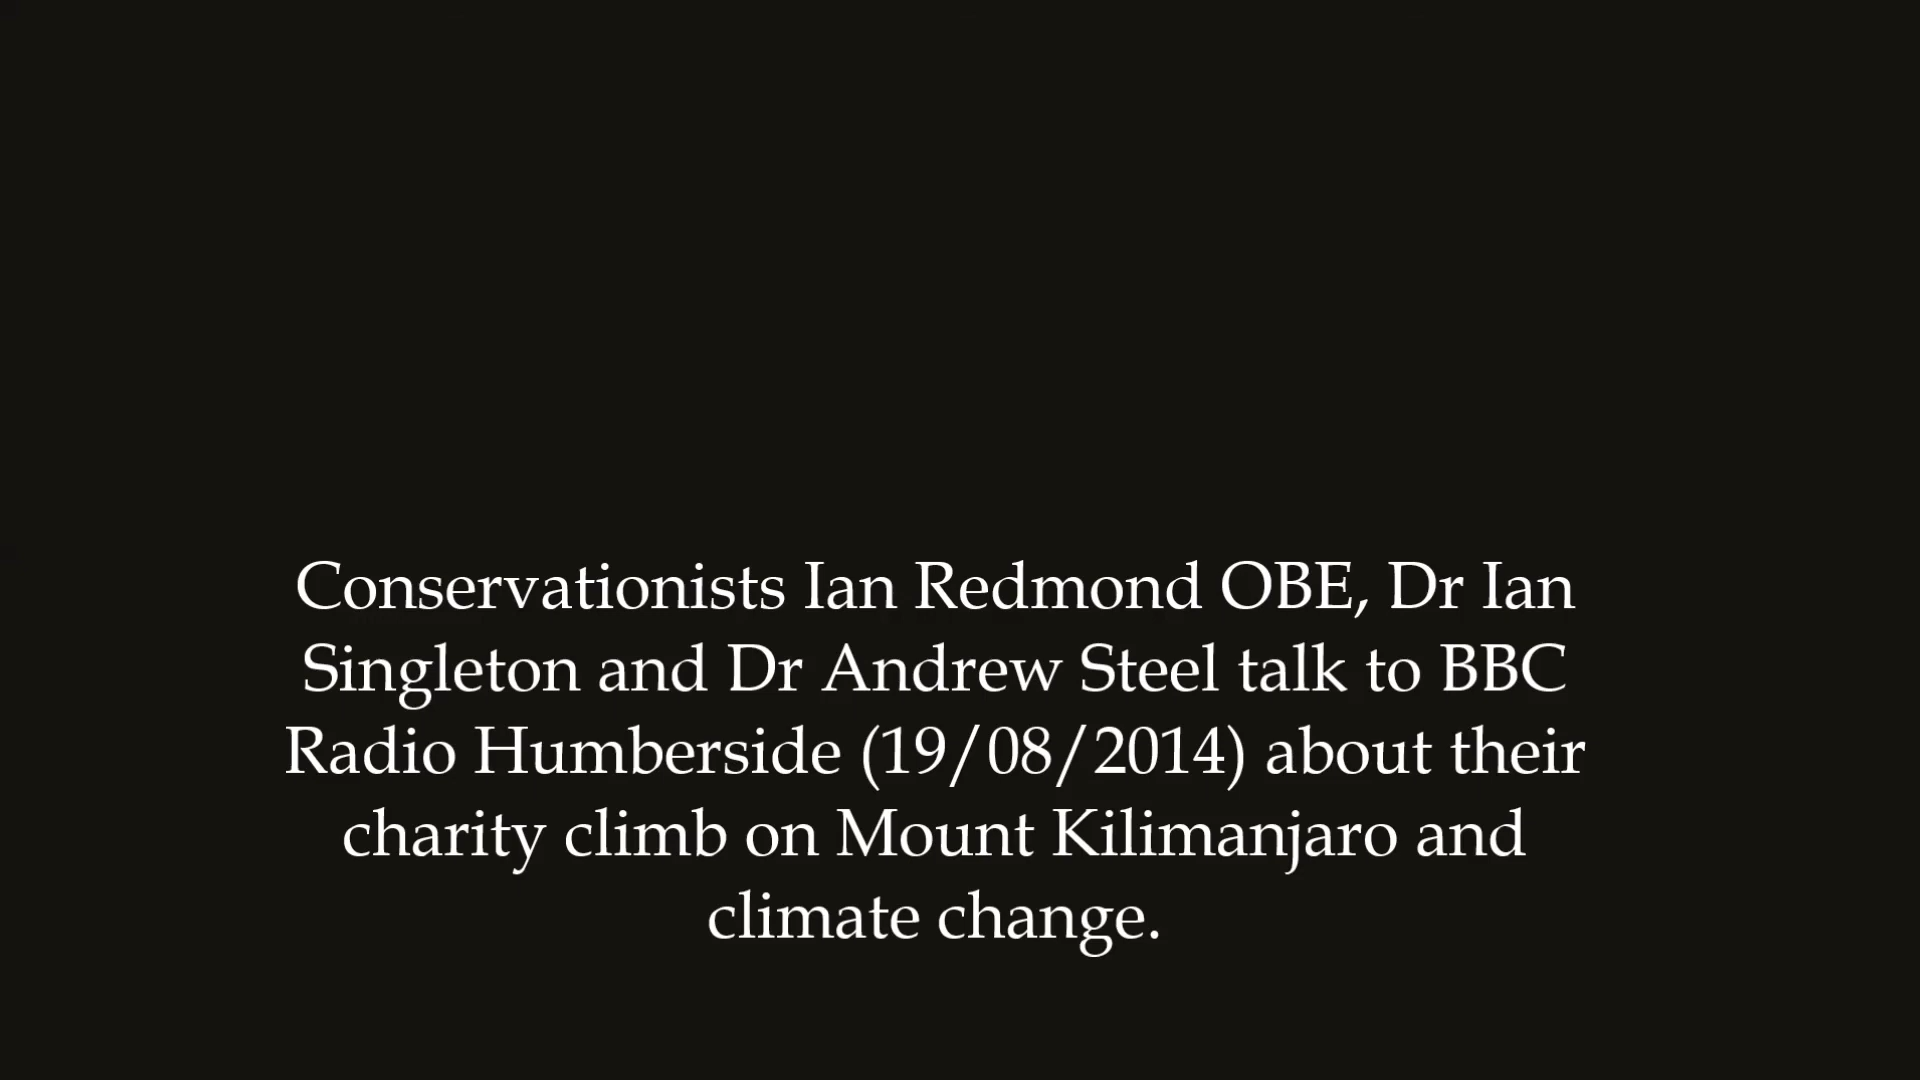 Conservationists Ian Redmond OBE, Dr Ian
Singleton and Dr Andrew Steel talk to BBC
Radio Humberside (19/08/2014) about their
charity climb on Mount Kilimanjaro and
climate change.